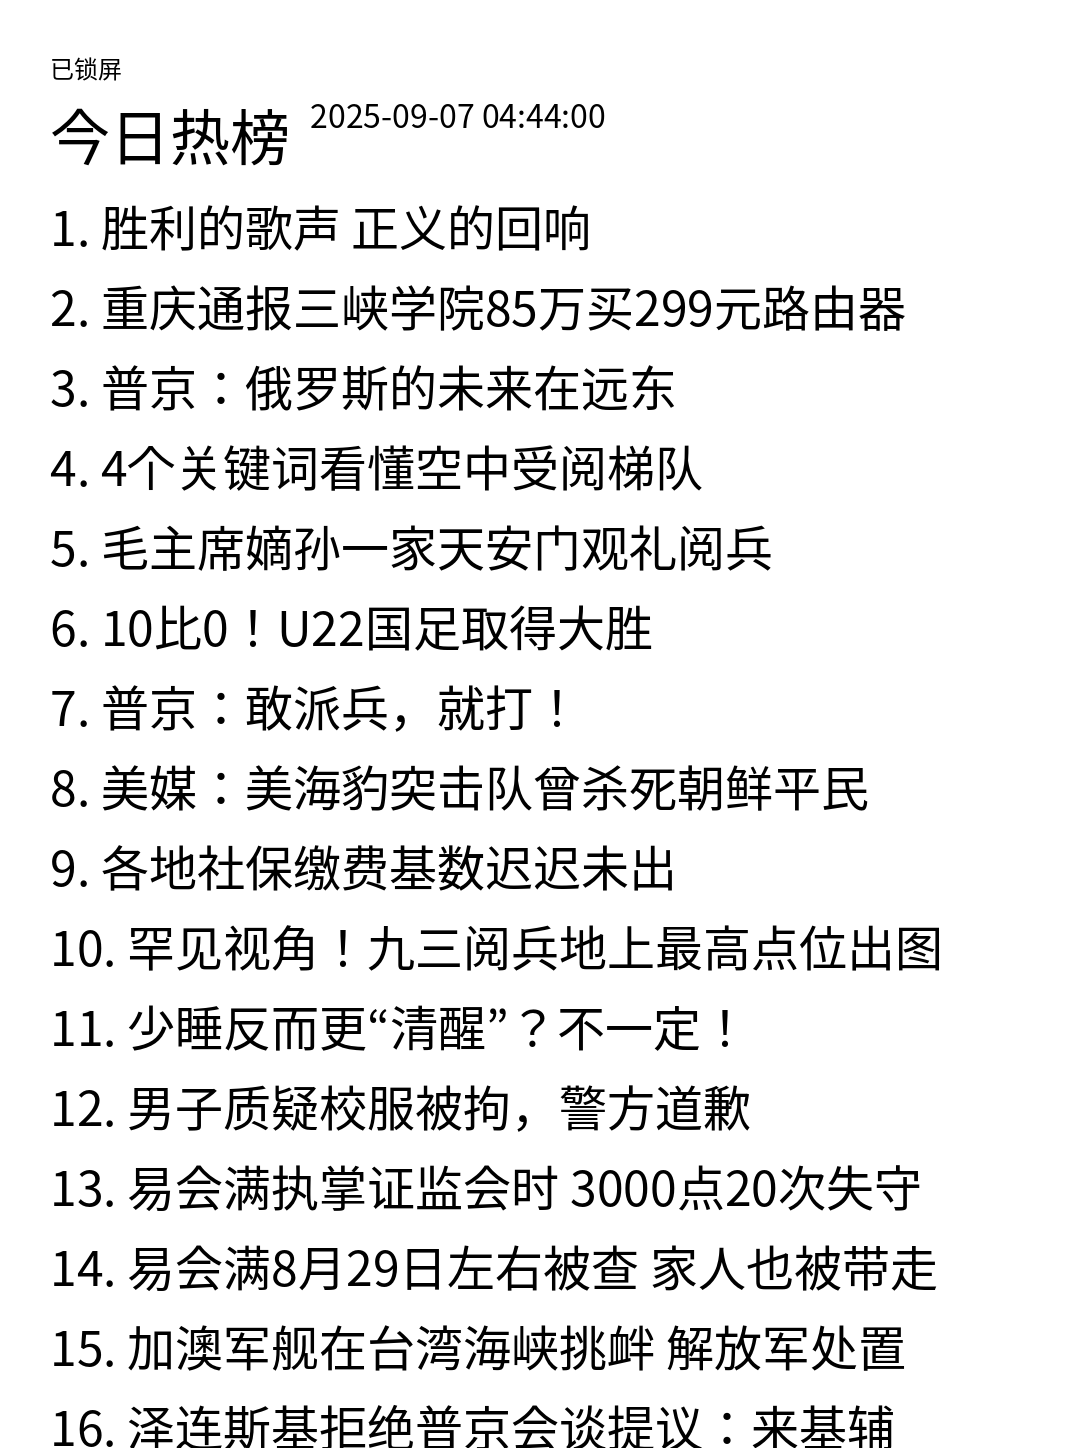 已锁屏
今日热榜 2025-09-07 04:44:00
1. 胜利的歌声 正义的回响
2. 重庆通报三峡学院85万买299元路由器
3. 普京：俄罗斯的未来在远东
4. 4个关键词看懂空中受阅梯队
5. 毛主席嫡孙一家天安门观礼阅兵
6. 10比0！U22国足取得大胜
7. 普京：敢派兵，就打！
8. 美媒：美海豹突击队曾杀死朝鲜平民
9. 各地社保缴费基数迟迟未出
10. 罕见视角！九三阅兵地上最高点位出图
11. 少睡反而更“清醒”？不一定！
12. 男子质疑校服被拘，警方道歉
13. 易会满执掌证监会时 3000点20次失守
14. 易会满8月29日左右被查 家人也被带走
15. 加澳军舰在台湾海峡挑衅 解放军处置
16. 泽连斯基拒绝普京会谈提议：来基辅